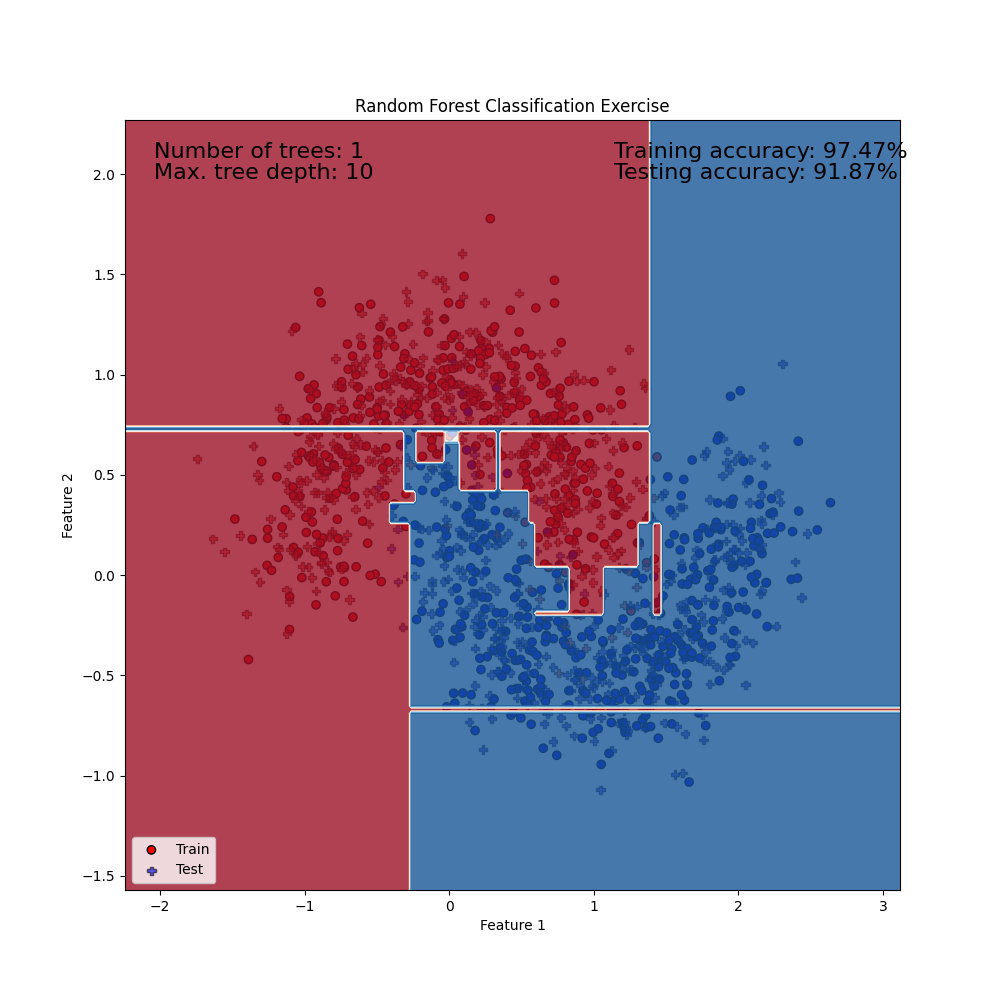 Random Forest Classification Exercise
Number of trees: 1
Max. tree depth: 10
Training accuracy: 97.47%
Testing accuracy: 91.87%
2.0
1.5
1.0
0.5
0.0
−0.5
−1.0
−1.5
Feature 2
Train
Test
−2
−1
0
1
2
3
Feature 1